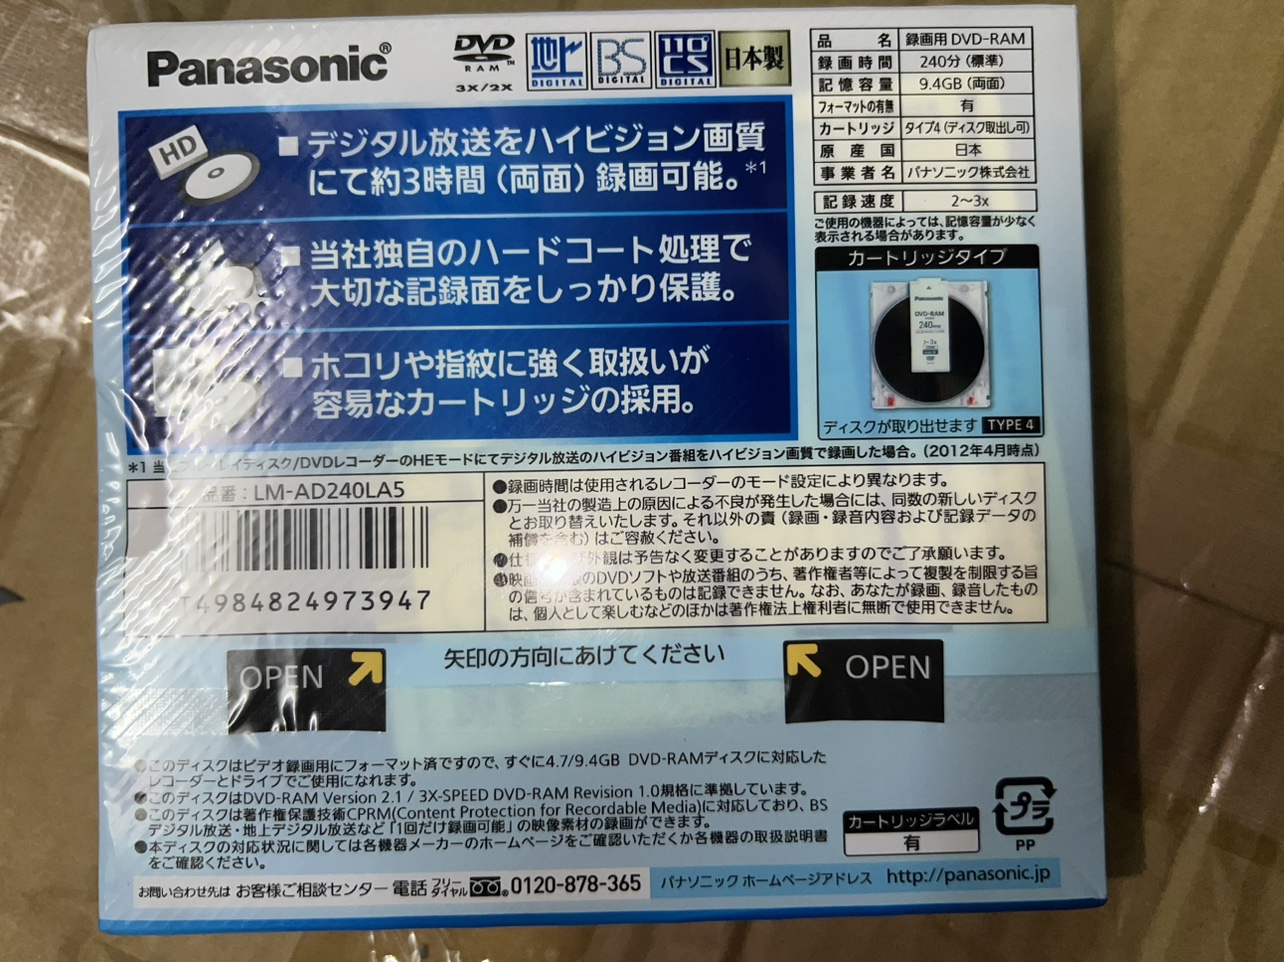 Panasonic®
DVD
RAM™
3X/2X
地上
DIGITAL
BS
DIGITAL
110°CS
DIGITAL
日本製
品名 録画用 DVD-RAM
録画時間 240分(標準)
記憶容量 9.4GB(両面)
フォーマットの有無 有
カートリッジ タイプ4(ディスク取出し可)
原産国 日本
事業者名 パナソニック株式会社
記録速度 2～3x
ご使用の機器によっては、記憶容量が少なく
表示される場合があります。
HD
■デジタル放送をハイビジョン画質
にて約3時間(両面)録画可能。*1
■当社独自のハードコート処理で
大切な記録面をしっかり保護。
■ホコリや指紋に強く取扱いが
容易なカートリッジの採用。
カートリッジタイプ
Panasonic
DVD-RAM
240min
2～3x
ディスクが取り出せます TYPE 4
*1 当 レイディスク/DVDレコーダーのHEモードにてデジタル放送のハイビジョン番組をハイビジョン画質で録画した場合。(2012年4月時点)
品番:LM-AD240LA5
T4984824973947
●録画時間は使用されるレコーダーのモード設定により異なります。
●万一当社の製造上の原因による不良が発生した場合には、同数の新しいディスク
とお取り替えいたします。それ以外の責(録画・録音内容および記録データの
補償を含む)はご容赦ください。
●仕 外観は予告なく変更することがありますのでご了承願います。
●映画 のDVDソフトや放送番組のうち、著作権者等によって複製を制限する旨
の信号が含まれているものは記録できません。なお、あなたが録画、録音したもの
は、個人として楽しむなどのほかは著作権法上権利者に無断で使用できません。
OPEN
矢印の方向にあけてください
OPEN
●このディスクはビデオ録画用にフォーマット済ですので、すぐに4.7/9.4GB DVD-RAMディスクに対応した
レコーダーとドライブでご使用になれます。
●このディスクはDVD-RAM Version 2.1 / 3X-SPEED DVD-RAM Revision 1.0規格に準拠しています。
●このディスクは著作権保護技術CPRM(Content Protection for Recordable Media)に対応しており、BS
デジタル放送・地上デジタル放送など「1回だけ録画可能」の映像素材の録画ができます。
●本ディスクの対応状況に関しては各機器メーカーのホームページをご確認いただくか各機器の取扱説明書
をご確認ください。
カートリッジラベル
有
プラ
PP
お問い合わせ先は お客様ご相談センター 電話 フリーダイヤル 0120-878-365
パナソニック ホームページアドレス http://panasonic.jp